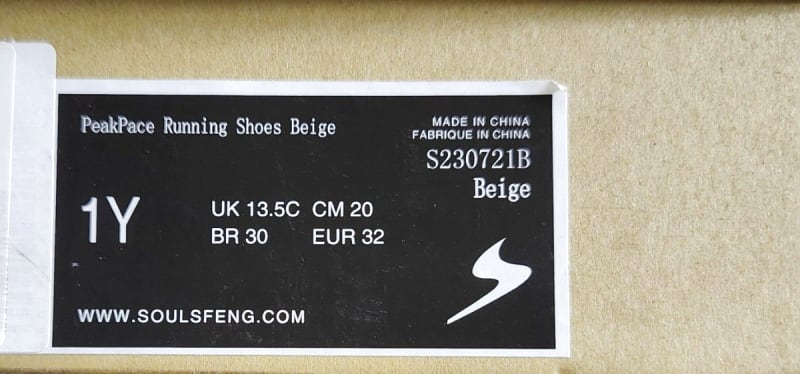 PeakPace Running Shoes Beige
MADE IN CHINA
FABRIQUE IN CHINA
S230721B
Beige
1Y
UK 13.5C CM 20
BR 30 EUR 32
WWW.SOULSFENG.COM